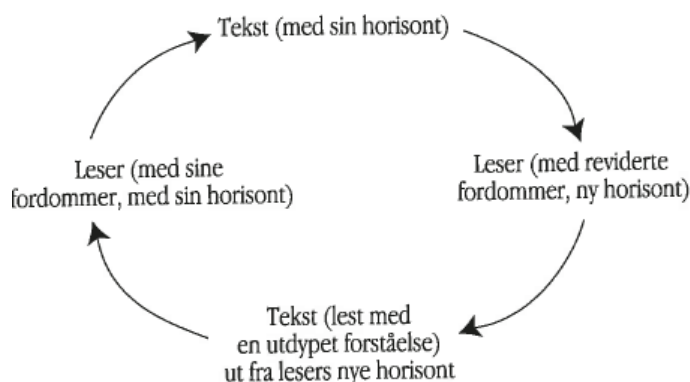 Tekst (med sin horisont)
Leser (med sine
fordommer, med sin horisont)
Leser (med reviderte
fordommer, ny horisont)
Tekst (lest med
en utdypet forståelse)
ut fra lesers nye horisont